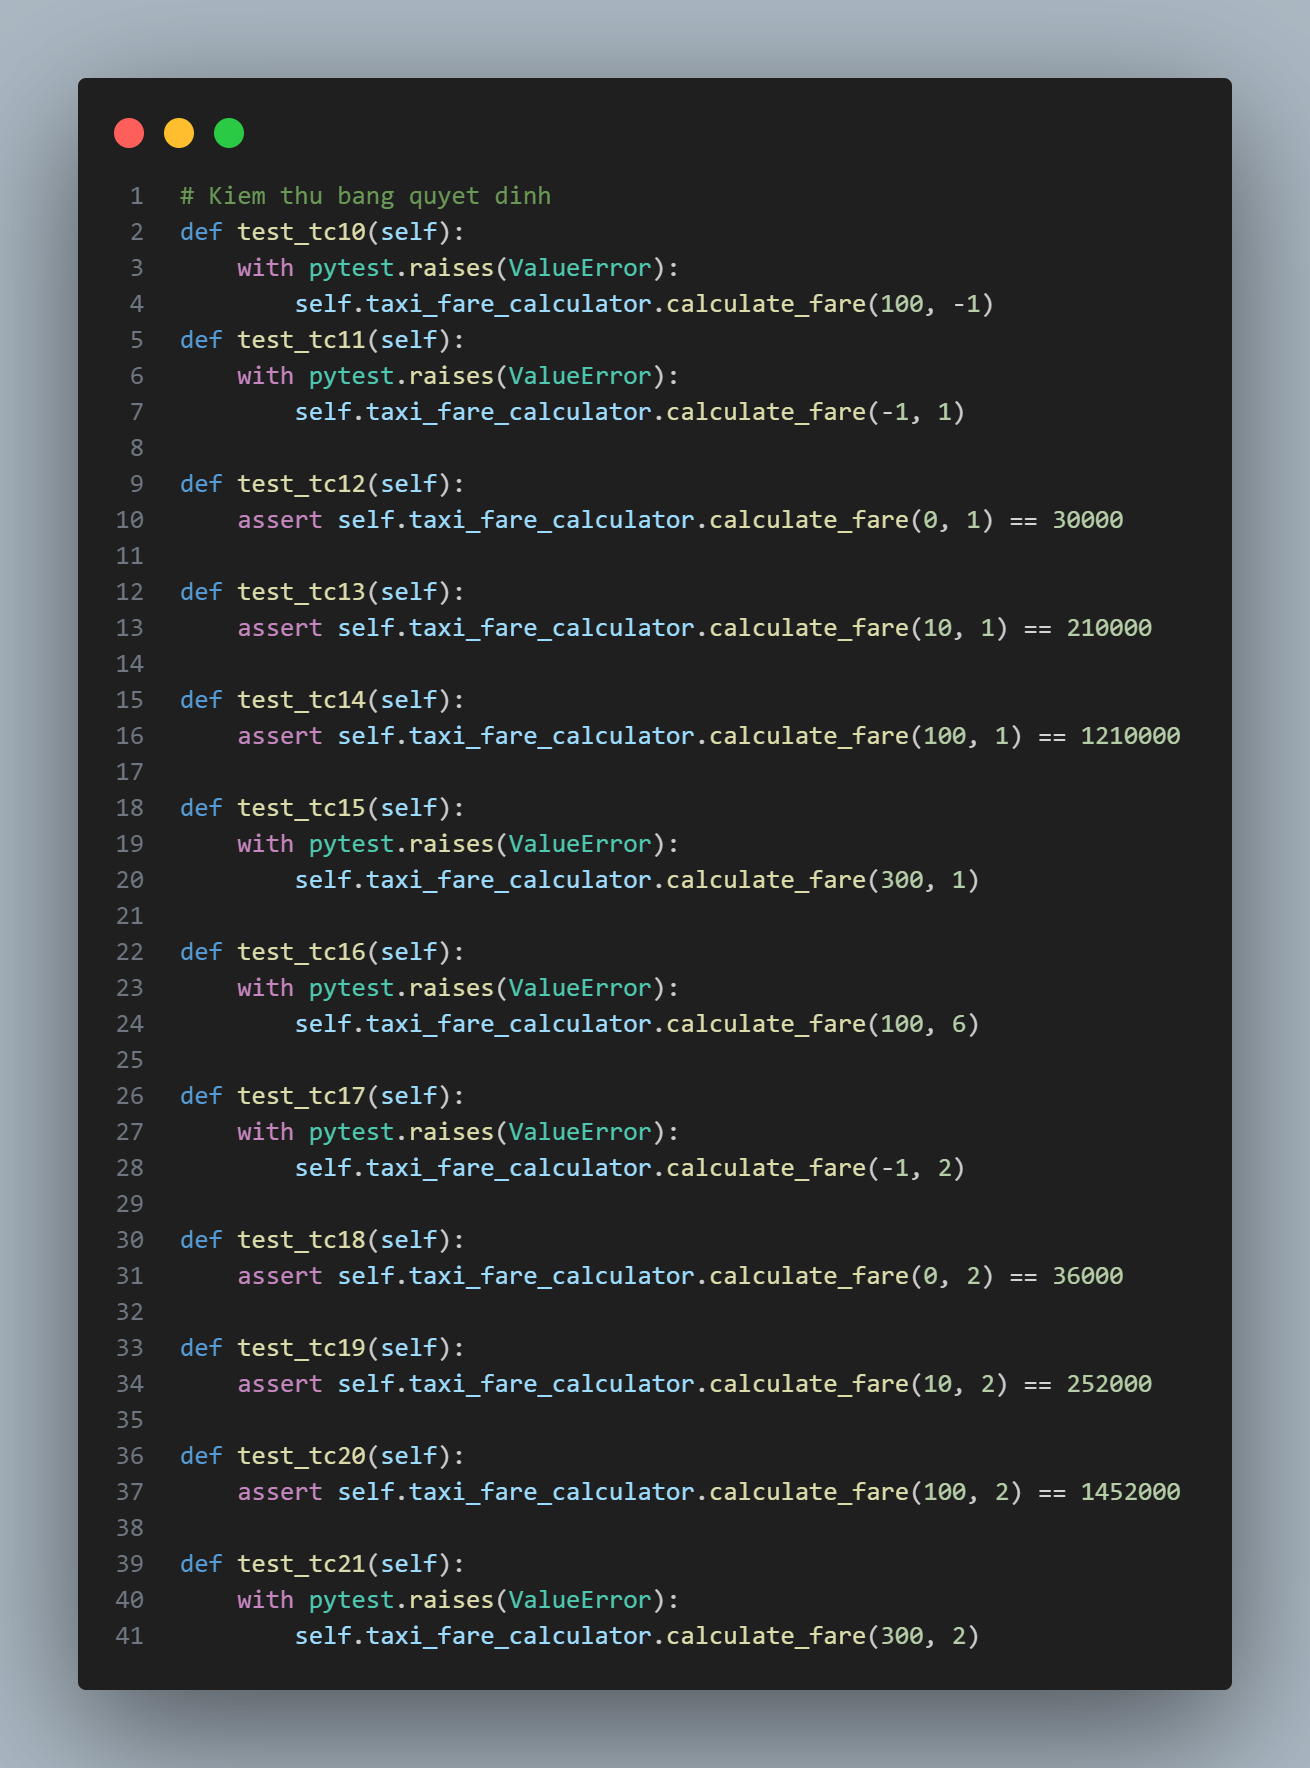 1 # Kiem thu bang quyet dinh
2 def test_tc10(self):
3     with pytest.raises(ValueError):
4         self.taxi_fare_calculator.calculate_fare(100, -1)
5 def test_tc11(self):
6     with pytest.raises(ValueError):
7         self.taxi_fare_calculator.calculate_fare(-1, 1)
8
9 def test_tc12(self):
10     assert self.taxi_fare_calculator.calculate_fare(0, 1) == 30000
11
12 def test_tc13(self):
13     assert self.taxi_fare_calculator.calculate_fare(10, 1) == 210000
14
15 def test_tc14(self):
16     assert self.taxi_fare_calculator.calculate_fare(100, 1) == 1210000
17
18 def test_tc15(self):
19     with pytest.raises(ValueError):
20         self.taxi_fare_calculator.calculate_fare(300, 1)
21
22 def test_tc16(self):
23     with pytest.raises(ValueError):
24         self.taxi_fare_calculator.calculate_fare(100, 6)
25
26 def test_tc17(self):
27     with pytest.raises(ValueError):
28         self.taxi_fare_calculator.calculate_fare(-1, 2)
29
30 def test_tc18(self):
31     assert self.taxi_fare_calculator.calculate_fare(0, 2) == 36000
32
33 def test_tc19(self):
34     assert self.taxi_fare_calculator.calculate_fare(10, 2) == 252000
35
36 def test_tc20(self):
37     assert self.taxi_fare_calculator.calculate_fare(100, 2) == 1452000
38
39 def test_tc21(self):
40     with pytest.raises(ValueError):
41         self.taxi_fare_calculator.calculate_fare(300, 2)